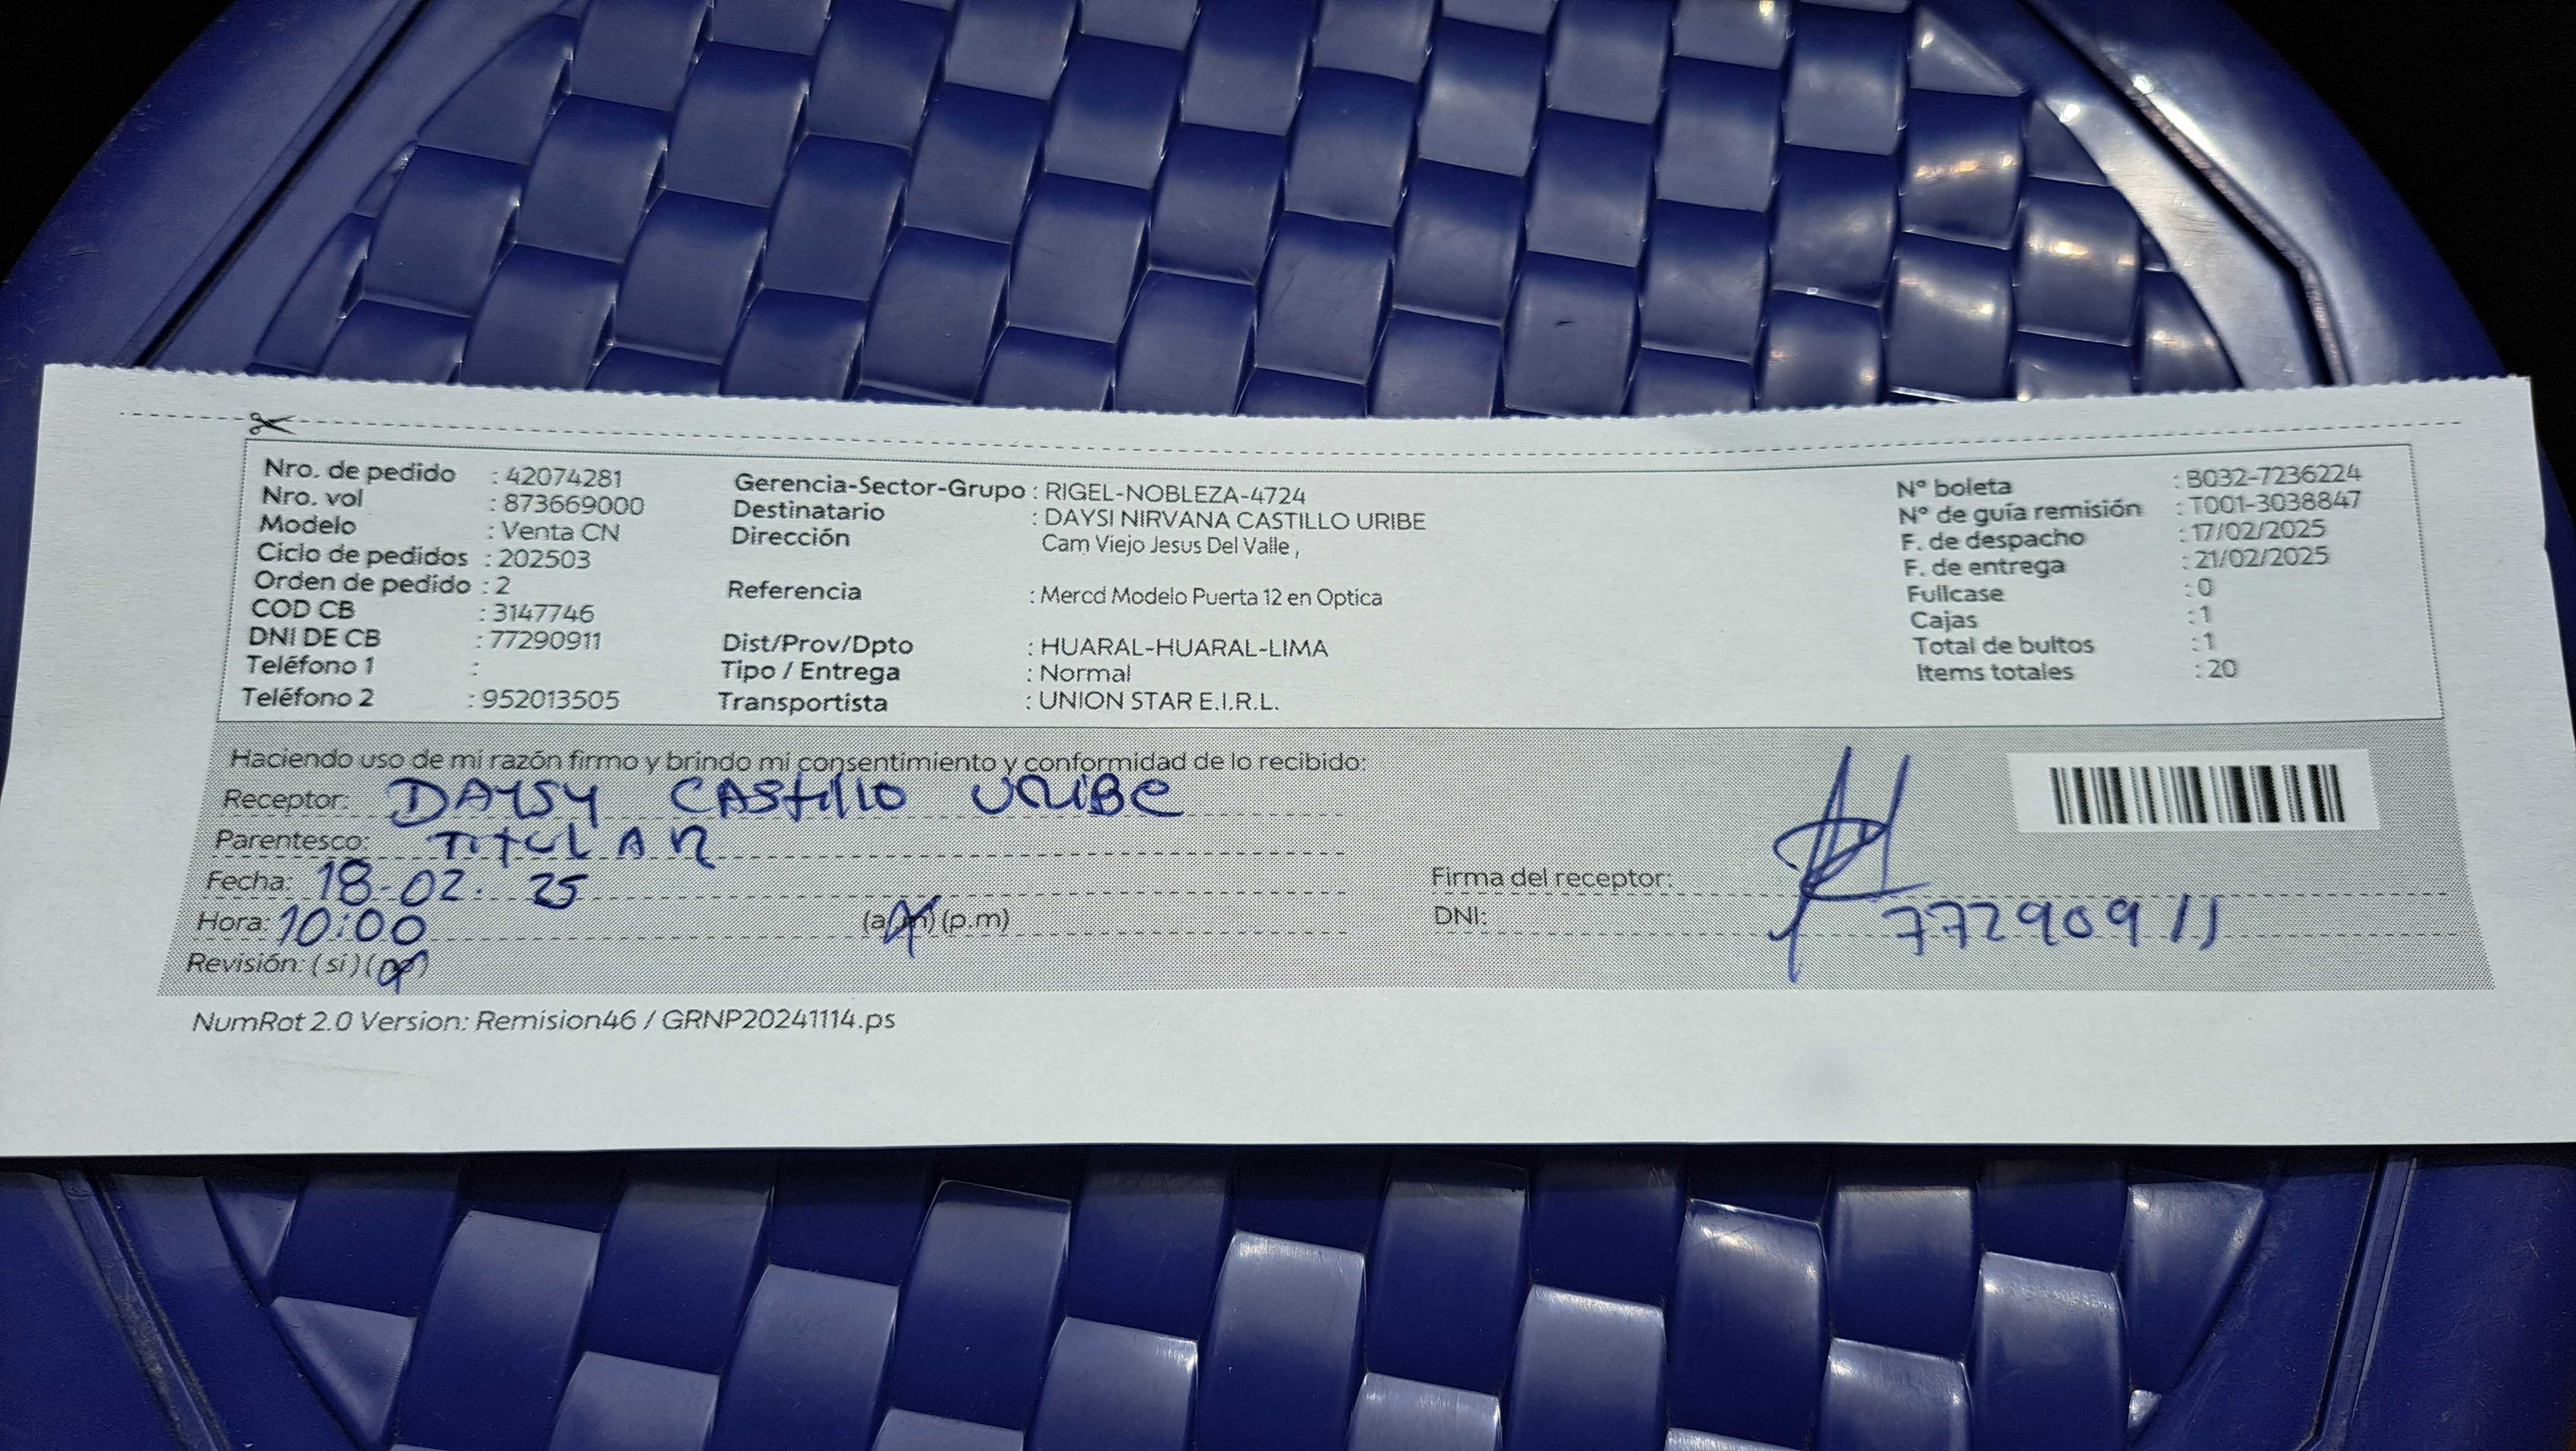 Nro. de pedido : 42074281
Nro. vol : 873669000
Modelo : Venta CN
Ciclo de pedidos : 202503
Orden de pedido : 2
COD CB : 3147746
DNI DE CB : 77290911
Teléfono 1 :
Teléfono 2 : 952013505
Gerencia-Sector-Grupo : RIGEL-NOBLEZA-4724
Destinatario : DAYSI NIRVANA CASTILLO URIBE
Dirección Cam Viejo Jesus Del Valle ,
Referencia : Mercd Modelo Puerta 12 en Optica
Dist/Prov/Dpto : HUARAL-HUARAL-LIMA
Tipo / Entrega : Normal
Transportista : UNION STAR E.I.R.L.
N° boleta : B032-7236224
N° de guía remisión : T001-3038847
F. de despacho : 17/02/2025
F. de entrega : 21/02/2025
Fullcase : 0
Cajas : 1
Total de bultos : 1
Items totales : 20
Haciendo uso de mi razón firmo y brindo mi consentimiento y conformidad de lo recibido:
Receptor: DAYSY CASTILLO URIBE
Parentesco: TITULAR
Fecha: 18-02. 25
Hora: 10:00 (a.m) (p.m)
Revisión: ( si ) ( no )
Firma del receptor:
DNI: 77290911
NumRot 2.0 Version: Remision46 / GRNP20241114.ps